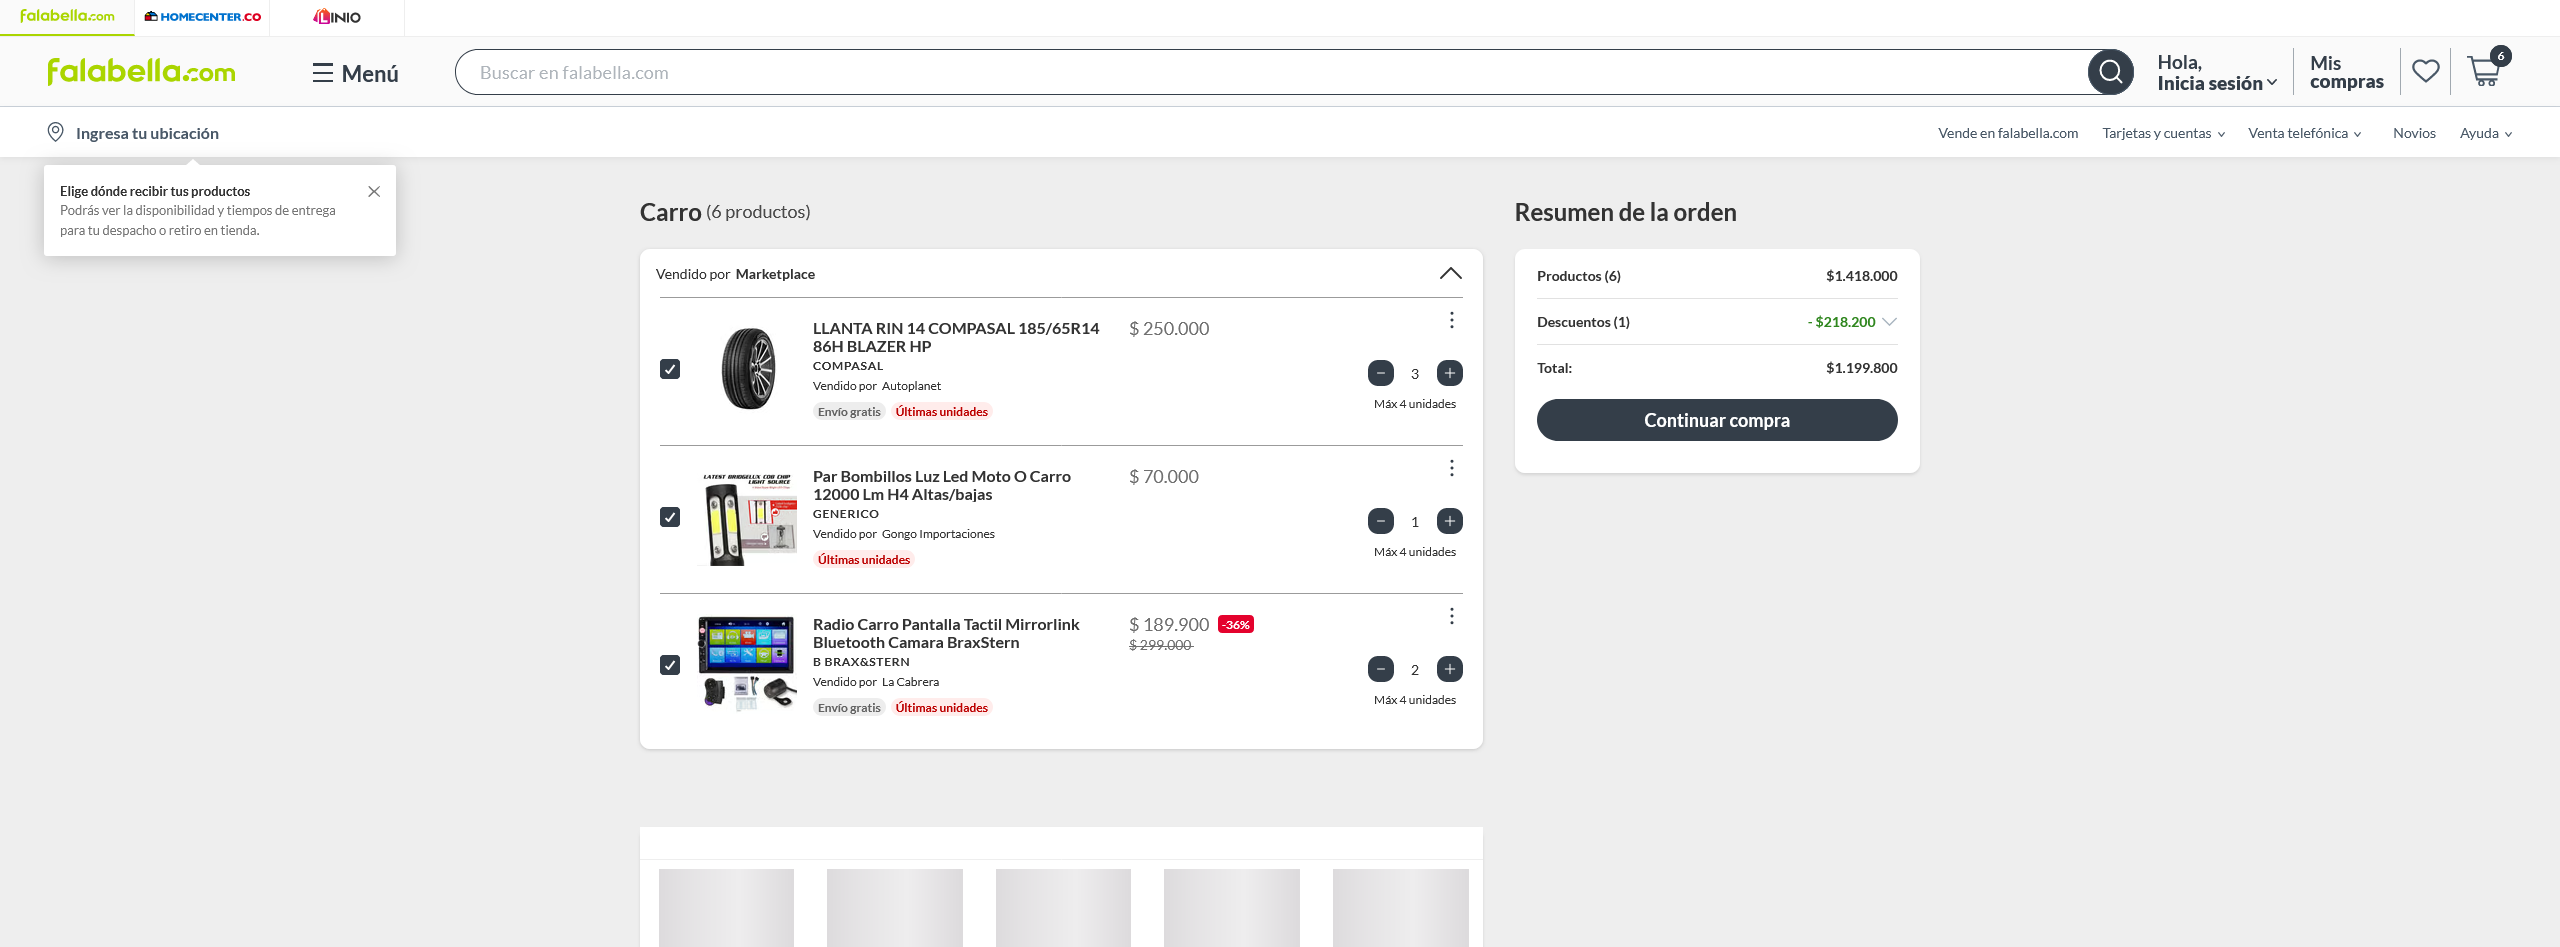 falabella.com
HOMECENTER.CO
LINIO
falabella.com
Menú
Buscar en falabella.com
Hola,
Inicia sesión
Mis
compras
6
Ingresa tu ubicación
Vende en falabella.com
Tarjetas y cuentas
Venta telefónica
Novios
Ayuda
Elige dónde recibir tus productos
Podrás ver la disponibilidad y tiempos de entrega
para tu despacho o retiro en tienda.
Carro (6 productos)
Vendido por Marketplace
LLANTA RIN 14 COMPASAL 185/65R14
86H BLAZER HP
COMPASAL
Vendido por Autoplanet
Envío gratis
Últimas unidades
$ 250.000
3
Máx 4 unidades
LATEST BRIDGELUX COB CHIP
LIGHT SOURCE
Par Bombillos Luz Led Moto O Carro
12000 Lm H4 Altas/bajas
GENERICO
Vendido por Gongo Importaciones
Últimas unidades
$ 70.000
1
Máx 4 unidades
Radio Carro Pantalla Tactil Mirrorlink
Bluetooth Camara BraxStern
B BRAX&STERN
Vendido por La Cabrera
Envío gratis
Últimas unidades
$ 189.900 -36%
$ 299.000
2
Máx 4 unidades
Resumen de la orden
Productos (6) $1.418.000
Descuentos (1) - $218.200
Total: $1.199.800
Continuar compra